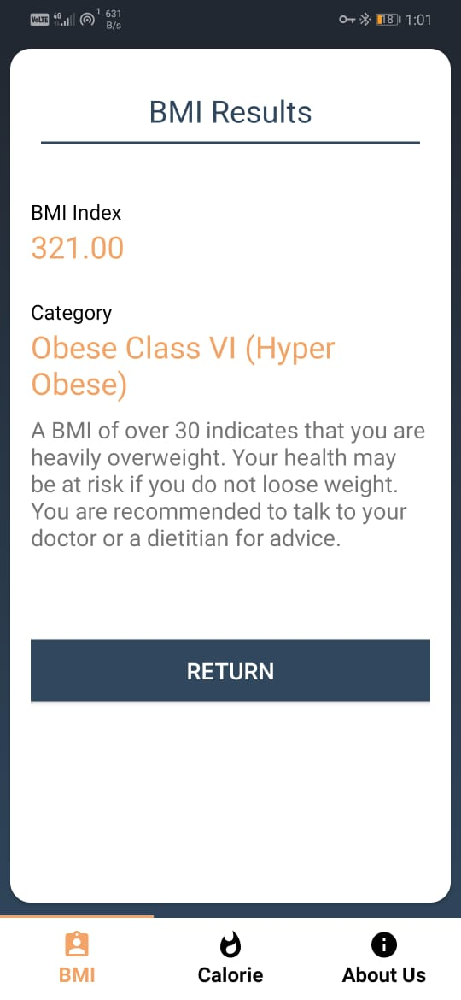 VoLTE 4G 1 631 B/s 18 1:01
BMI Results
BMI Index
321.00
Category
Obese Class VI (Hyper
Obese)
A BMI of over 30 indicates that you are
heavily overweight. Your health may
be at risk if you do not loose weight.
You are recommended to talk to your
doctor or a dietitian for advice.
RETURN
BMI Calorie About Us